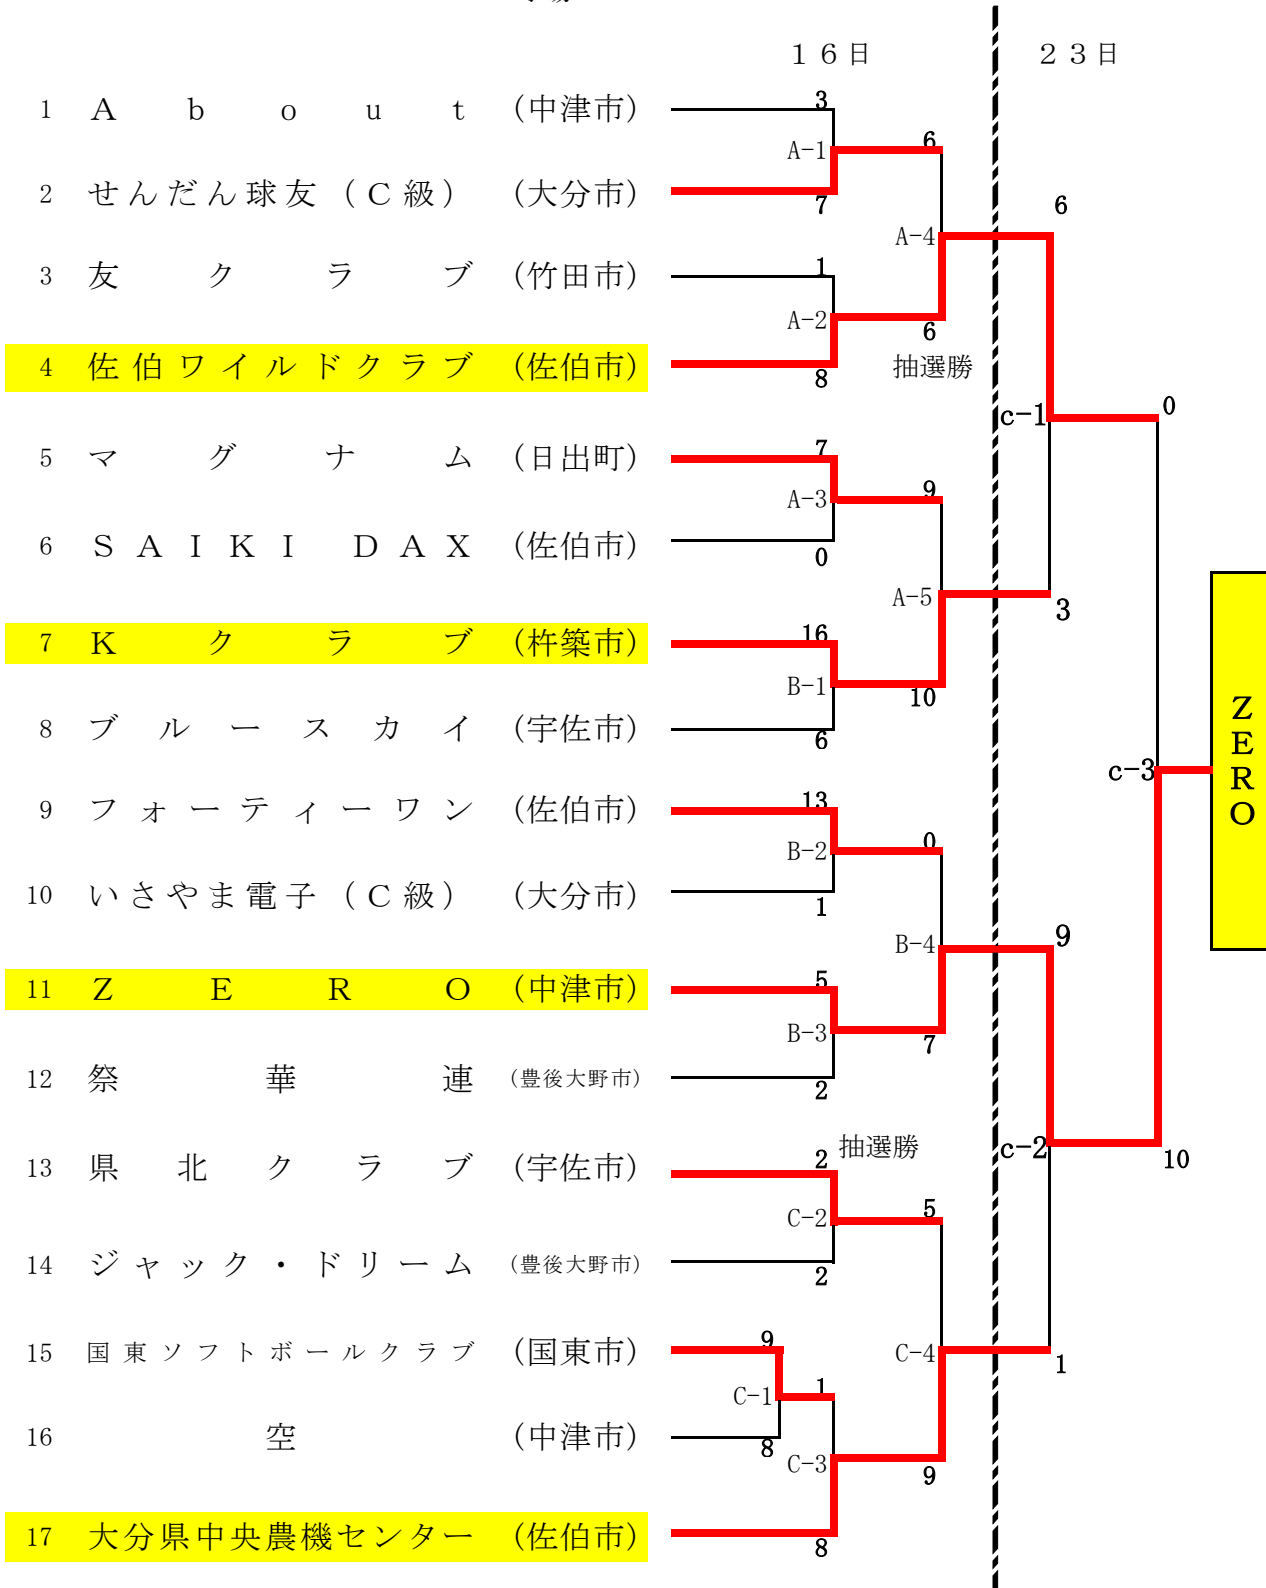 １６日 ２３日
1 Ａｂｏｕｔ (中津市) 3
A-1 6
2 せんだん球友（Ｃ級） (大分市) 7
6
A-4
3 友クラブ (竹田市) 1
A-2 6
4 佐伯ワイルドクラブ (佐伯市) 8 抽選勝
c-1 0
5 マグナム (日出町) 7
A-3 9
6 ＳＡＩＫＩ ＤＡＸ (佐伯市) 0
A-5 3
7 Ｋクラブ (杵築市) 16
B-1 10
8 ブルースカイ (宇佐市) 6
c-3
ＺＥＲＯ
9 フォーティーワン (佐伯市) 13
B-2 0
10 いさやま電子（Ｃ級） (大分市) 1
B-4 9
11 ＺＥＲＯ (中津市) 5
B-3 7
12 祭華連 (豊後大野市) 2
抽選勝 c-2 10
13 県北クラブ (宇佐市) 2
C-2 5
14 ジャック・ドリーム (豊後大野市) 2
15 国東ソフトボールクラブ (国東市) 9 C-4 1
C-1 1
16 空 (中津市) 8
C-3 9
17 大分県中央農機センター (佐伯市) 8